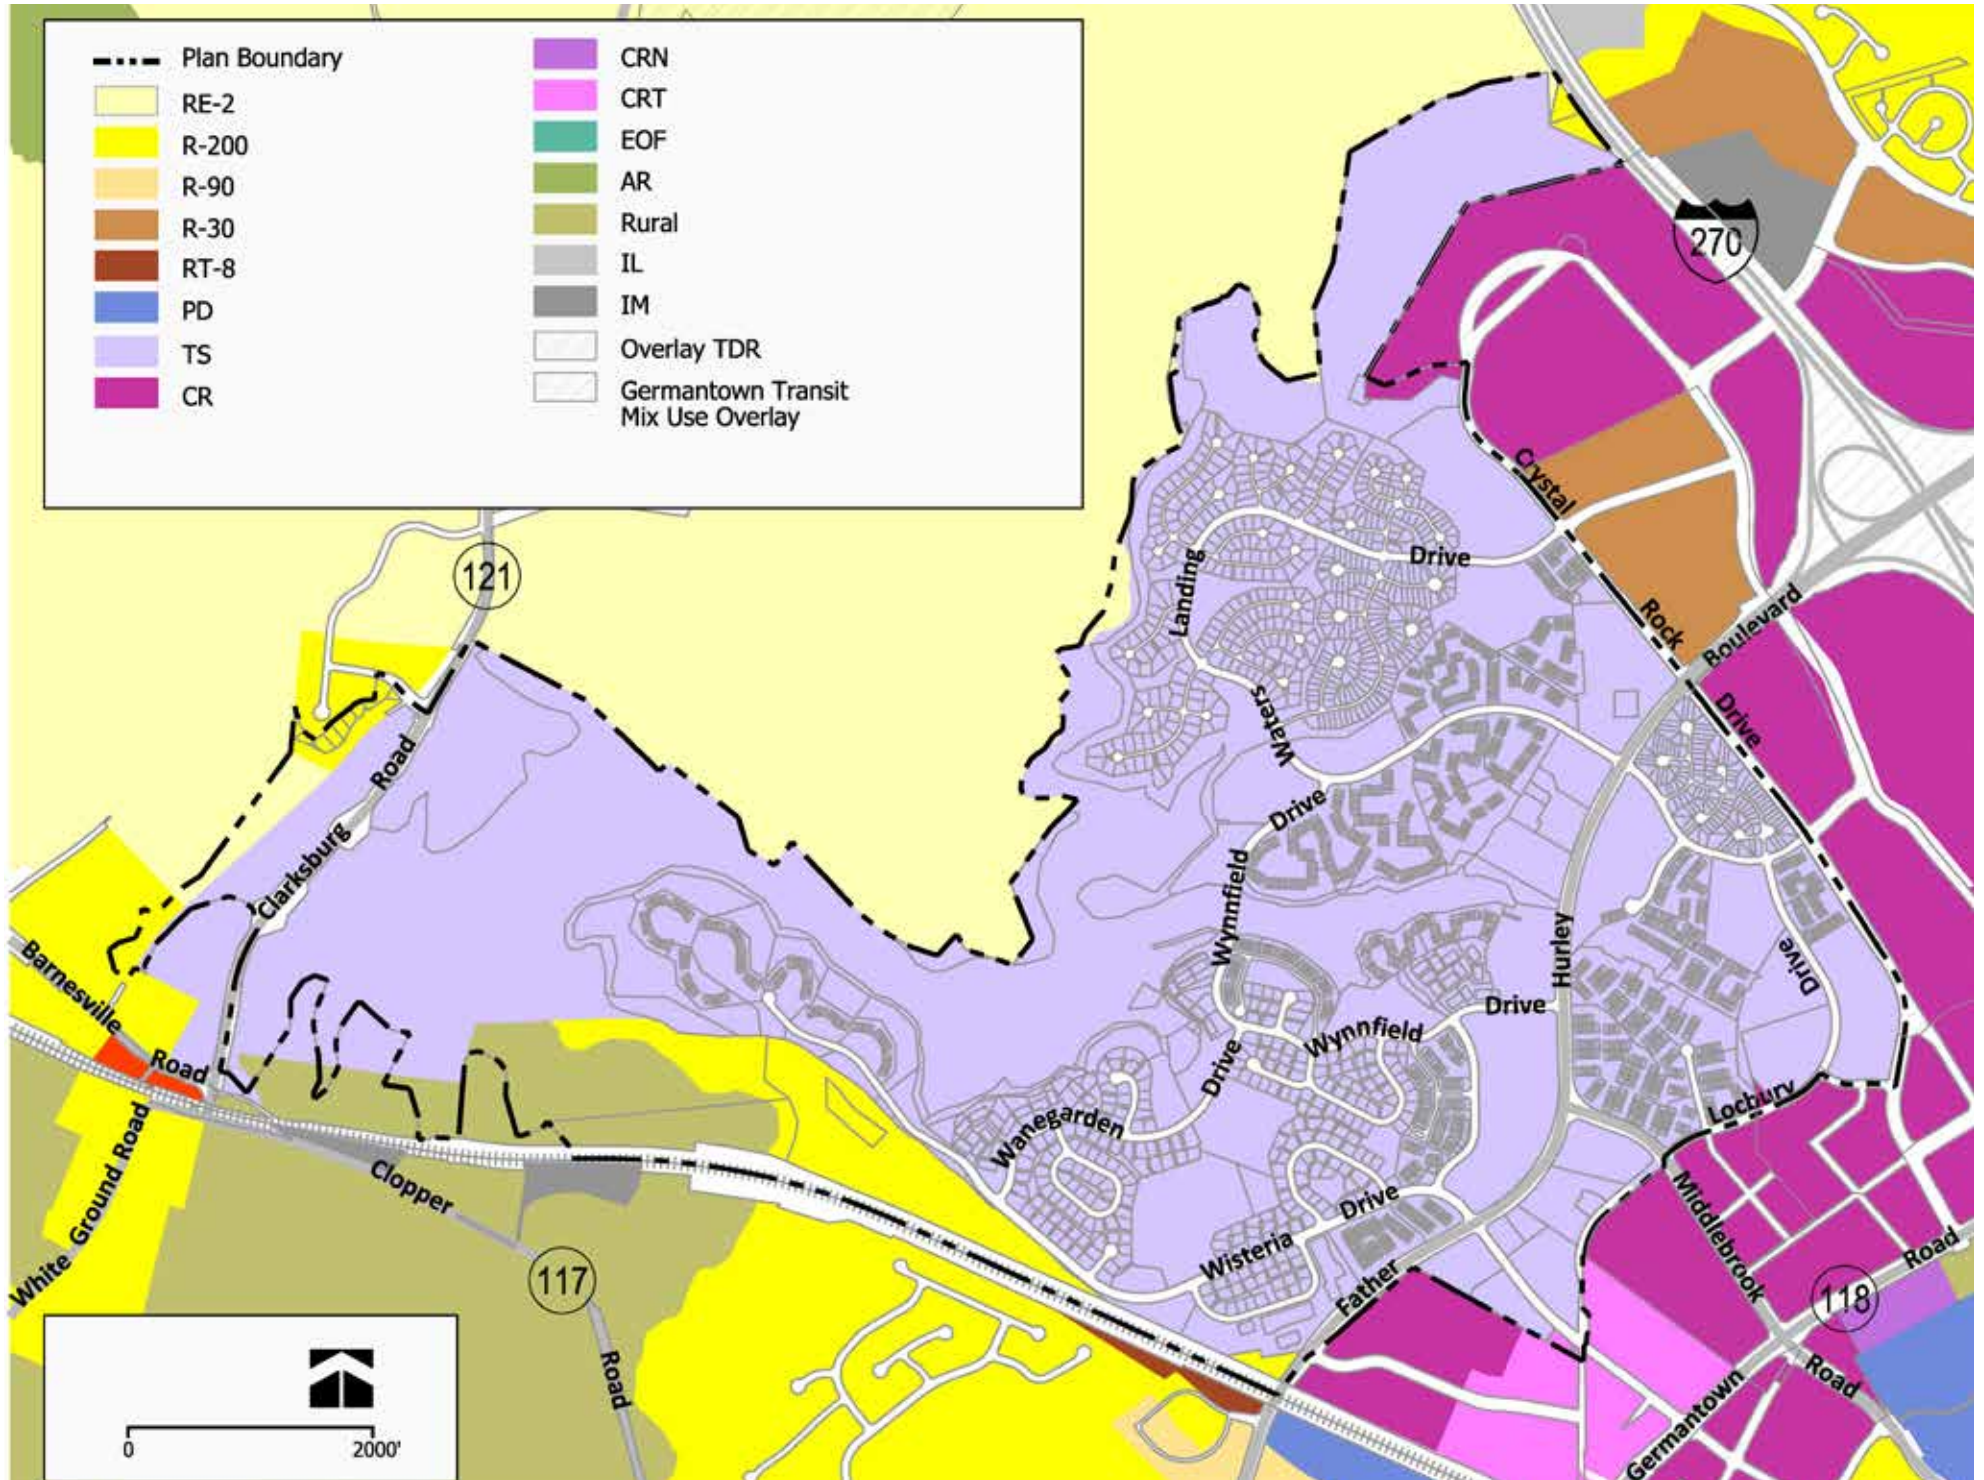 Plan Boundary
RE-2
R-200
R-90
R-30
RT-8
PD
TS
CR
CRN
CRT
EOF
AR
Rural
IL
IM
Overlay TDR
Germantown Transit
Mix Use Overlay
270
121
Crystal
Rock
Drive
Boulevard
Landing
Drive
Waters
Drive
Clarksburg
Road
Wynnfield
Drive
Wynnfield
Drive
Hurley
Drive
Barnesville
Road
White Ground Road
Clopper
117
Road
Wanegarden
Wisteria
Drive
Father
Locbury
Middlebrook
Road
118
Germantown
Road
0
2000'